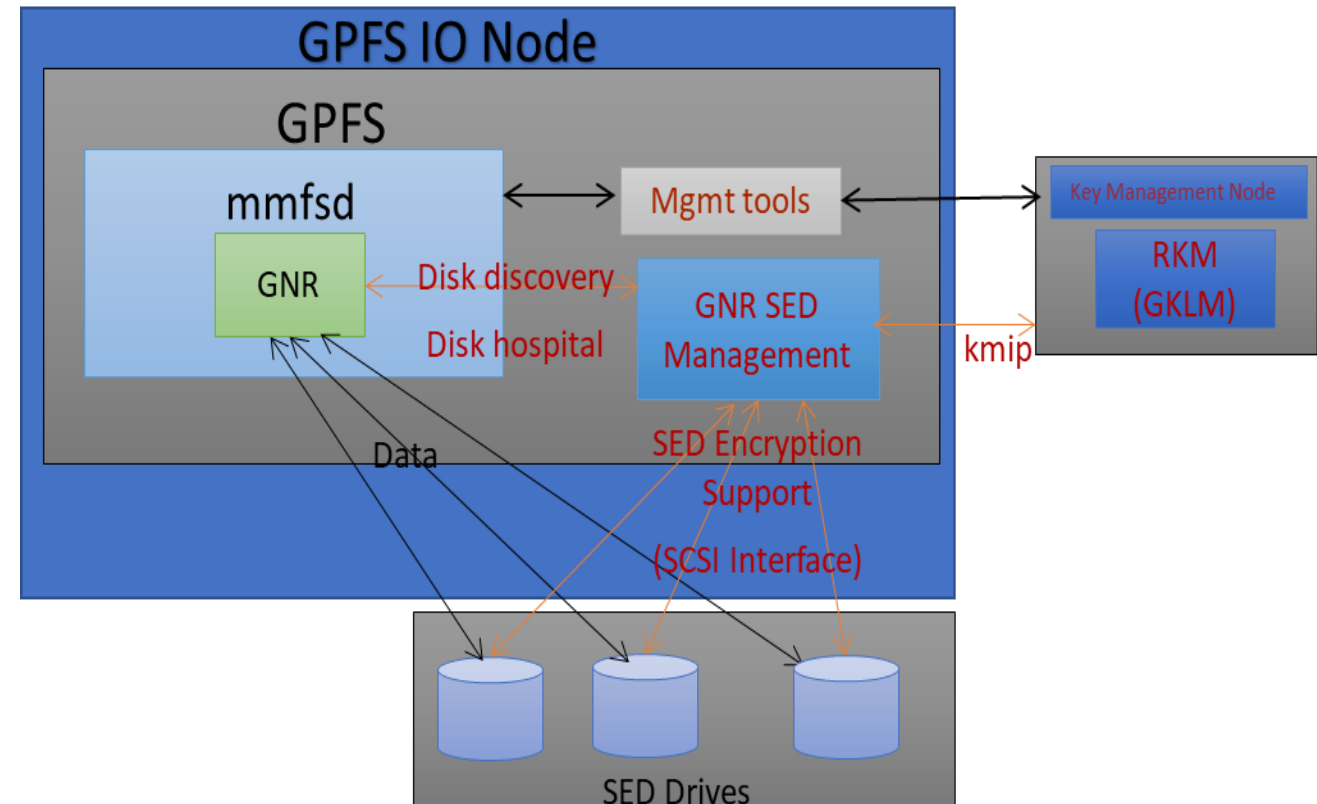 GPFS IO Node
GPFS
mmfsd
Mgmt tools
Key Management Node
GNR
Disk discovery
Disk hospital
GNR SED
Management
RKM
(GKLM)
kmip
Data
SED Encryption
Support
(SCSI Interface)
SED Drives